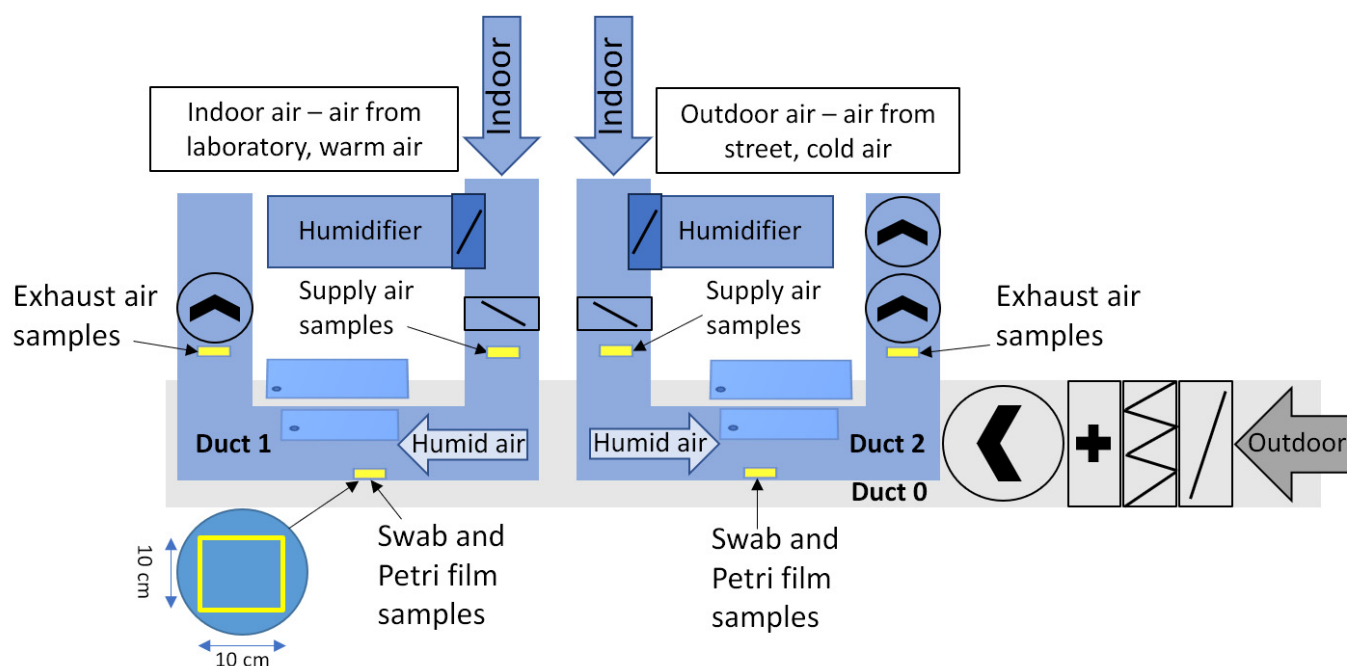 Indoor
Indoor
Indoor air – air from
laboratory, warm air
Outdoor air – air from
street, cold air
Humidifier
Humidifier
Exhaust air
samples
Supply air
samples
Supply air
samples
Exhaust air
samples
Duct 1
Humid air
Humid air
Duct 2
Outdoor
Duct 0
Swab and
Petri film
samples
Swab and
Petri film
samples
10 cm
10 cm